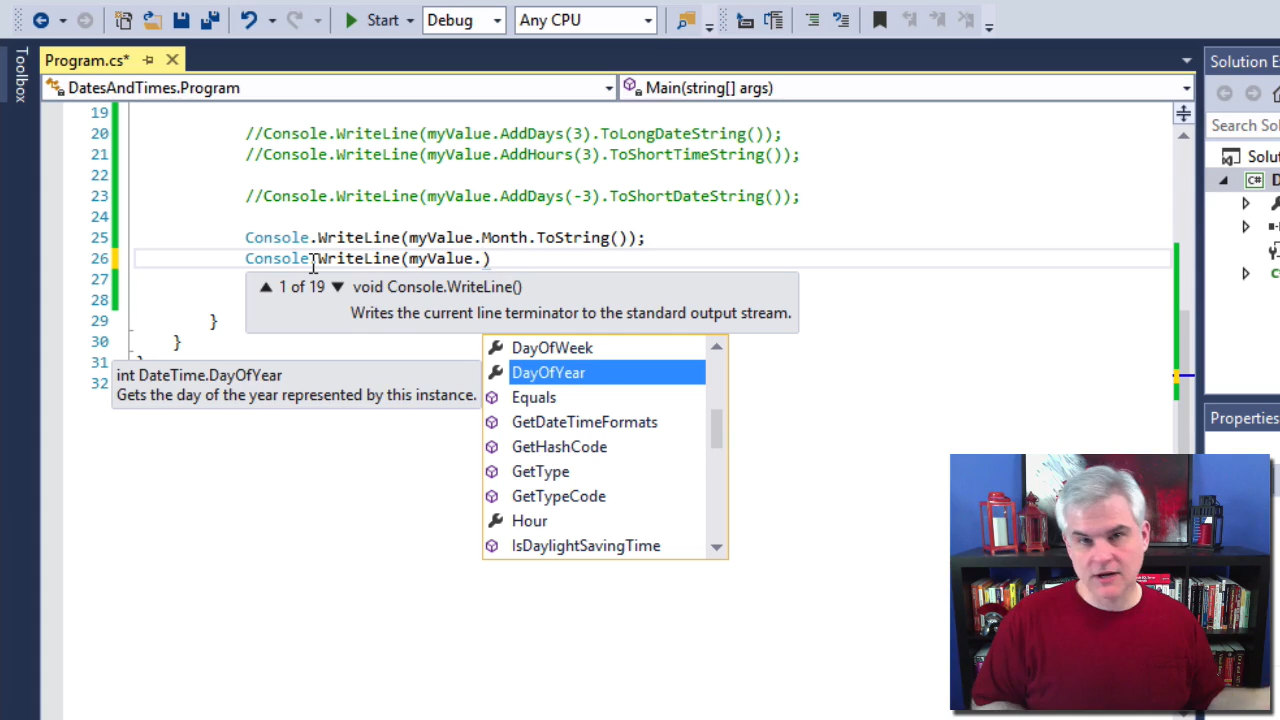 Start Debug Any CPU
Toolbox
Program.cs*
DatesAndTimes.Program
Main(string[] args)
19
20 //Console.WriteLine(myValue.AddDays(3).ToLongDateString());
21 //Console.WriteLine(myValue.AddHours(3).ToShortTimeString());
22
23 //Console.WriteLine(myValue.AddDays(-3).ToShortDateString());
24
25 Console.WriteLine(myValue.Month.ToString());
26 Console.WriteLine(myValue.)
27
28
29 }
30 }
31 }
32
1 of 19 void Console.WriteLine()
Writes the current line terminator to the standard output stream.
int DateTime.DayOfYear
Gets the day of the year represented by this instance.
DayOfWeek
DayOfYear
Equals
GetDateTimeFormats
GetHashCode
GetType
GetTypeCode
Hour
IsDaylightSavingTime
Solution E
Search So
Solu
C# D
Properties